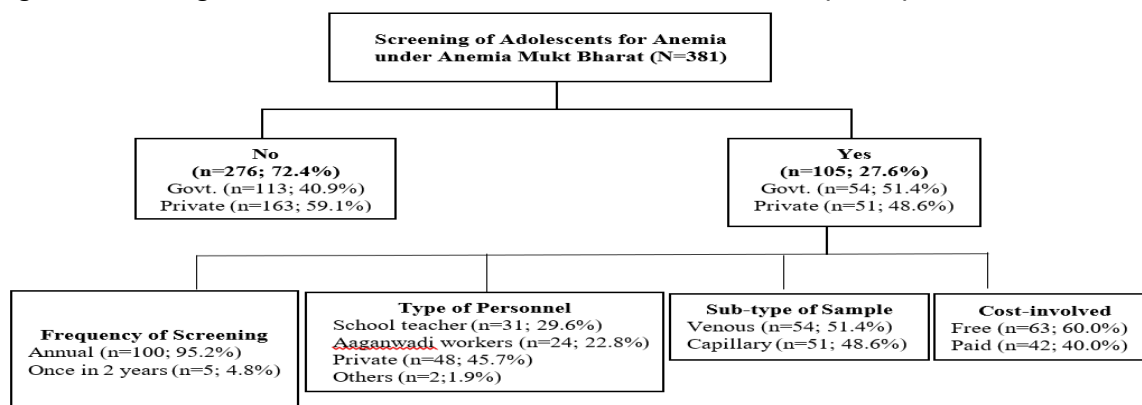 Screening of Adolescents for Anemia
under Anemia Mukt Bharat (N=381)
No
(n=276; 72.4%)
Govt. (n=113; 40.9%)
Private (n=163; 59.1%)
Yes
(n=105; 27.6%)
Govt. (n=54; 51.4%)
Private (n=51; 48.6%)
Frequency of Screening
Annual (n=100; 95.2%)
Once in 2 years (n=5; 4.8%)
Type of Personnel
School teacher (n=31; 29.6%)
Aaganwadi workers (n=24; 22.8%)
Private (n=48; 45.7%)
Others (n=2;1.9%)
Sub-type of Sample
Venous (n=54; 51.4%)
Capillary (n=51; 48.6%)
Cost-involved
Free (n=63; 60.0%)
Paid (n=42; 40.0%)